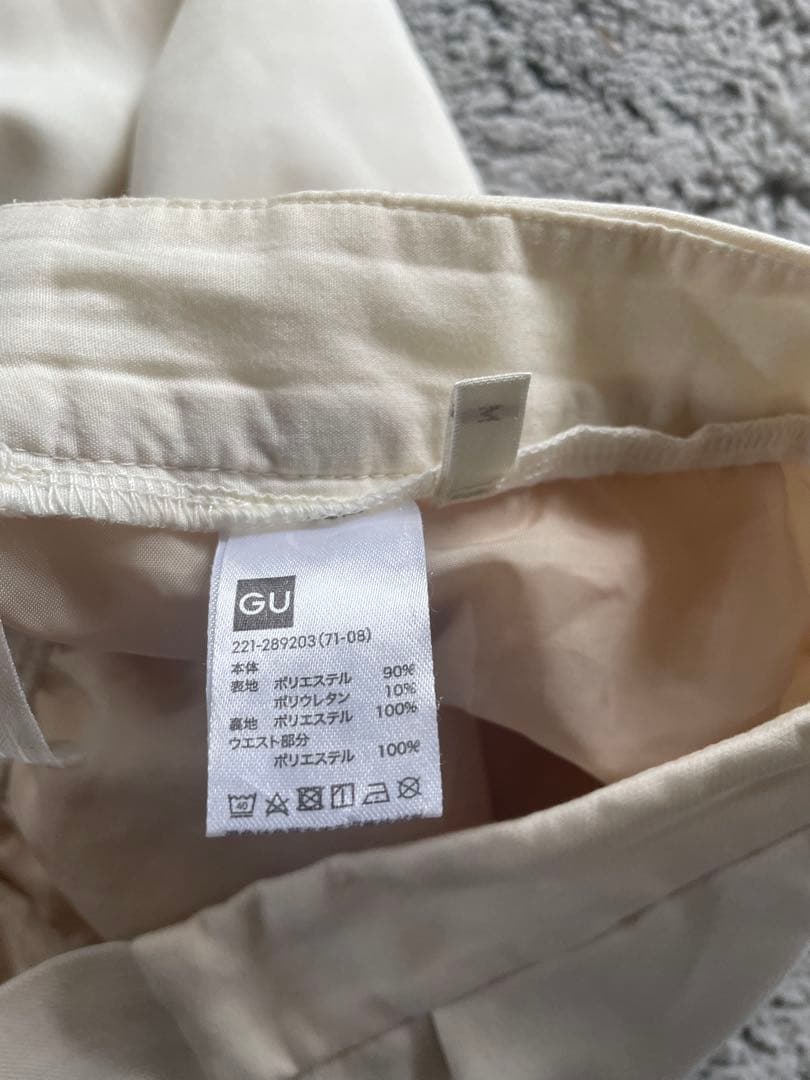 M
GU
221-289203(71-08)
本体
表地 ポリエステル 90%
ポリウレタン 10%
裏地 ポリエステル 100%
ウエスト部分
ポリエステル 100%
40